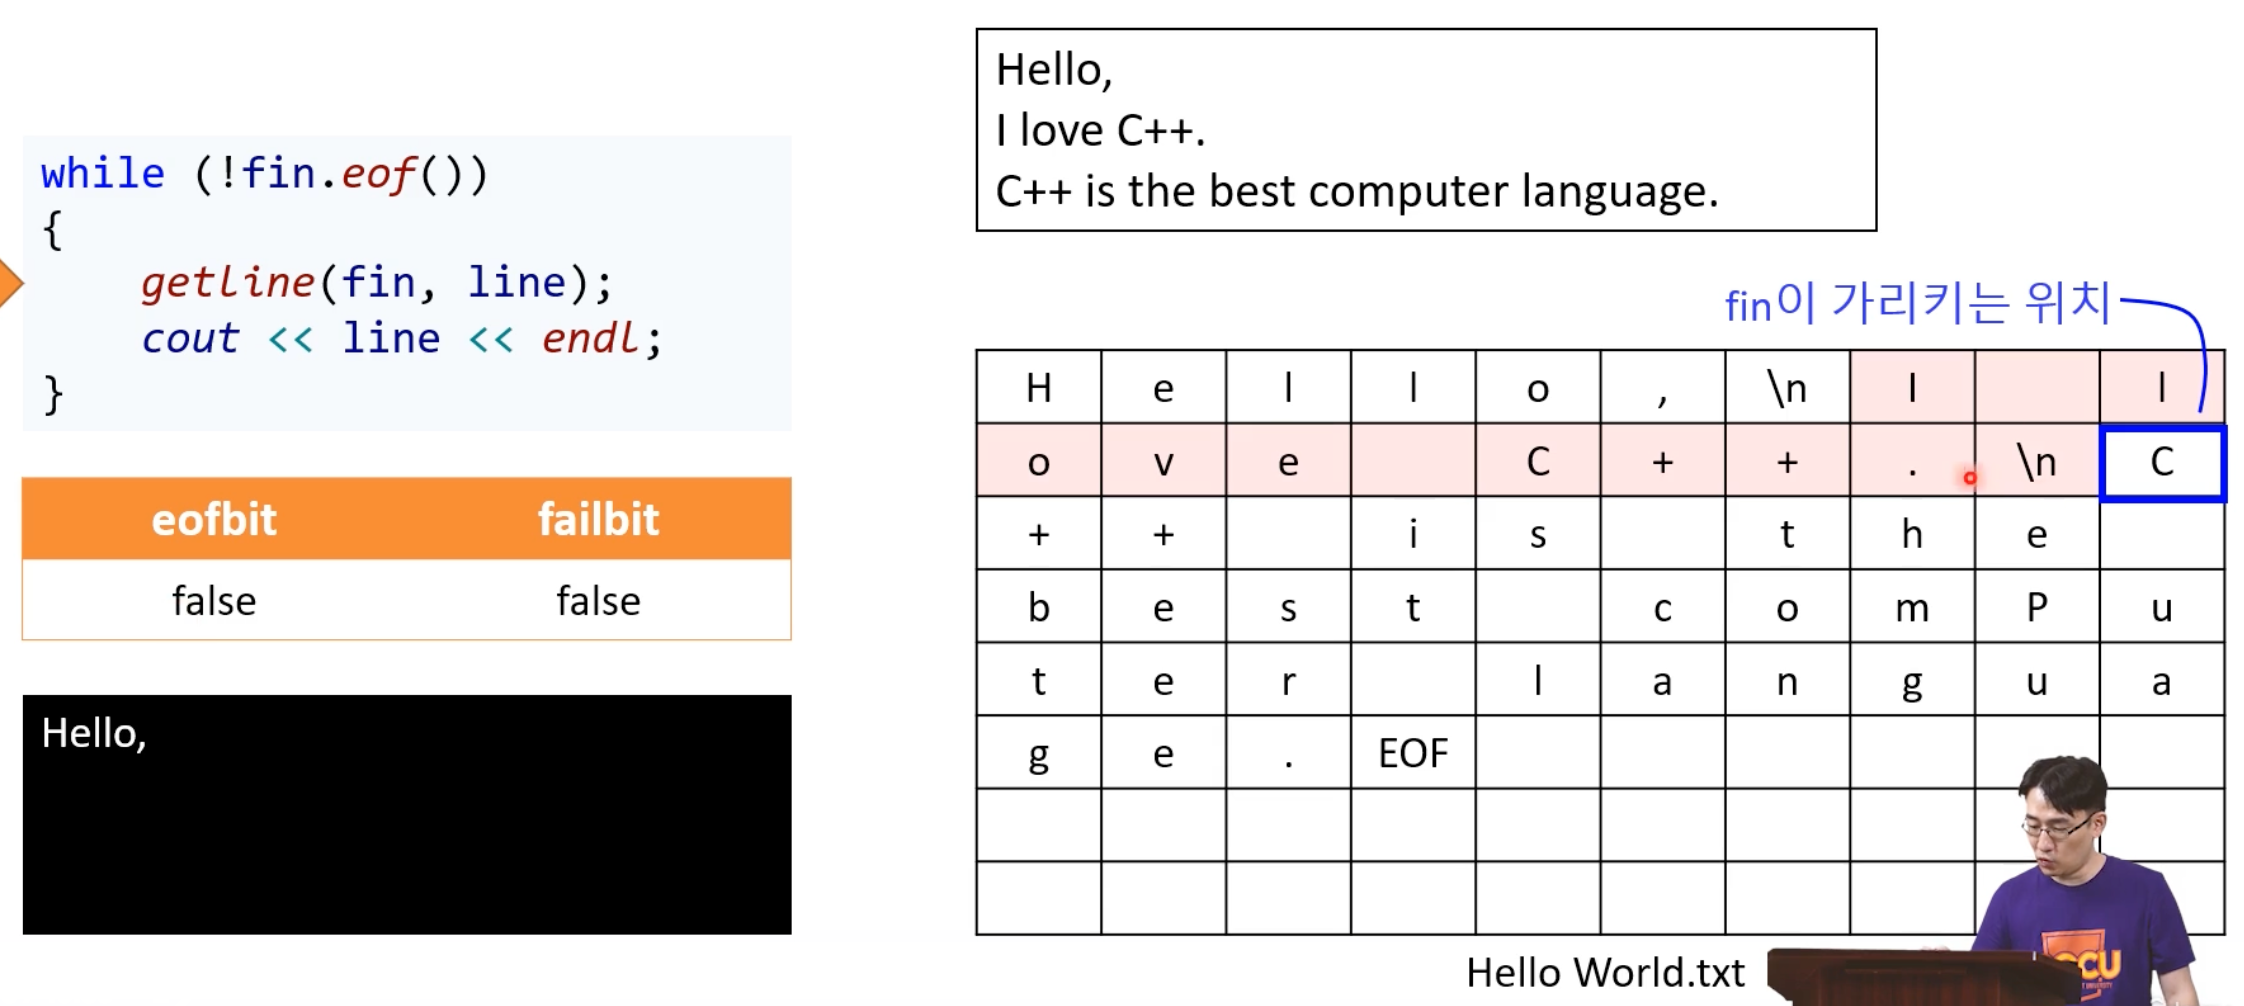 while (!fin.eof())
{
getline(fin, line);
cout << line << endl;
}
eofbit failbit
false false
Hello,
Hello,
I love C++.
C++ is the best computer language.
fin이 가리키는 위치
H e l l o , \n I l
o v e C + + . \n C
+ + i s t h e
b e s t c o m P u
t e r l a n g u a
g e . EOF
Hello World.txt
CU